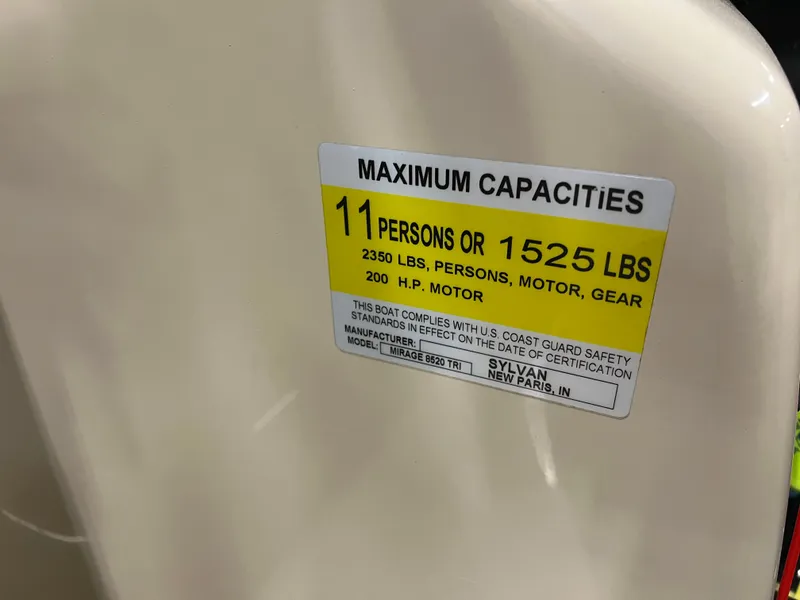 MAXIMUM CAPACITiES
11 PERSONS OR 1525 LBS
2350 LBS, PERSONS, MOTOR, GEAR
200 H.P. MOTOR
THIS BOAT COMPLIES WITH U.S. COAST GUARD SAFETY
STANDARDS IN EFFECT ON THE DATE OF CERTIFICATION
MANUFACTURER: SYLVAN
MODEL: MIRAGE 8520 TRI NEW PARIS, IN